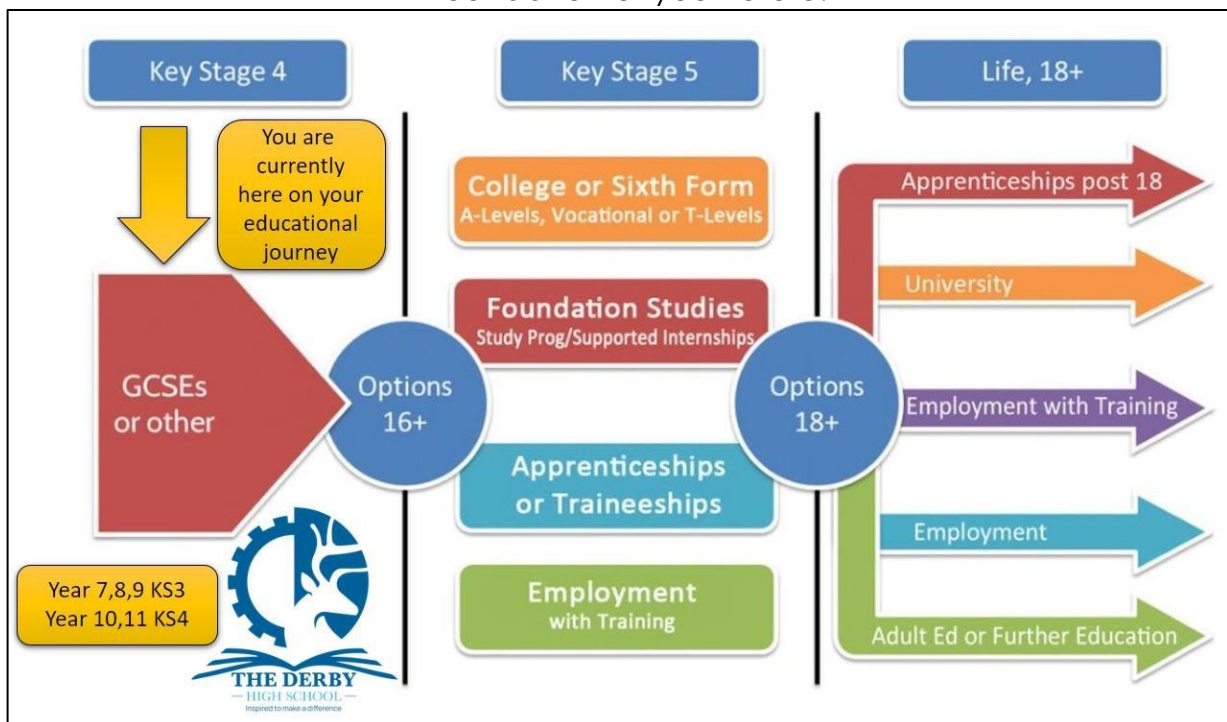 Key Stage 4
Key Stage 5
Life, 18+
You are
currently
here on your
educational
journey
GCSEs
or other
Options
16+
College or Sixth Form
A-Levels, Vocational or T-Levels
Foundation Studies
Study Prog/Supported Internships
Apprenticeships
or Traineeships
Employment
with Training
Options
18+
Apprenticeships post 18
University
Employment with Training
Employment
Adult Ed or Further Education
Year 7,8,9 KS3
Year 10,11 KS4
THE DERBY
HIGH SCHOOL
Inspired to make a difference